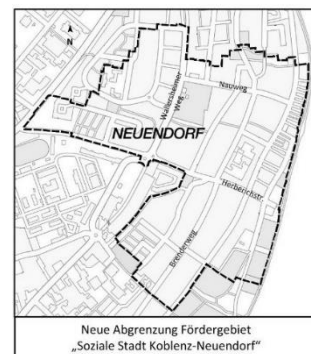 N
Wallersheimer
Weg
Nauweg
NEUENDORF
Herberichstr.
Brenderweg
Neue Abgrenzung Fördergebiet
„Soziale Stadt Koblenz-Neuendorf“